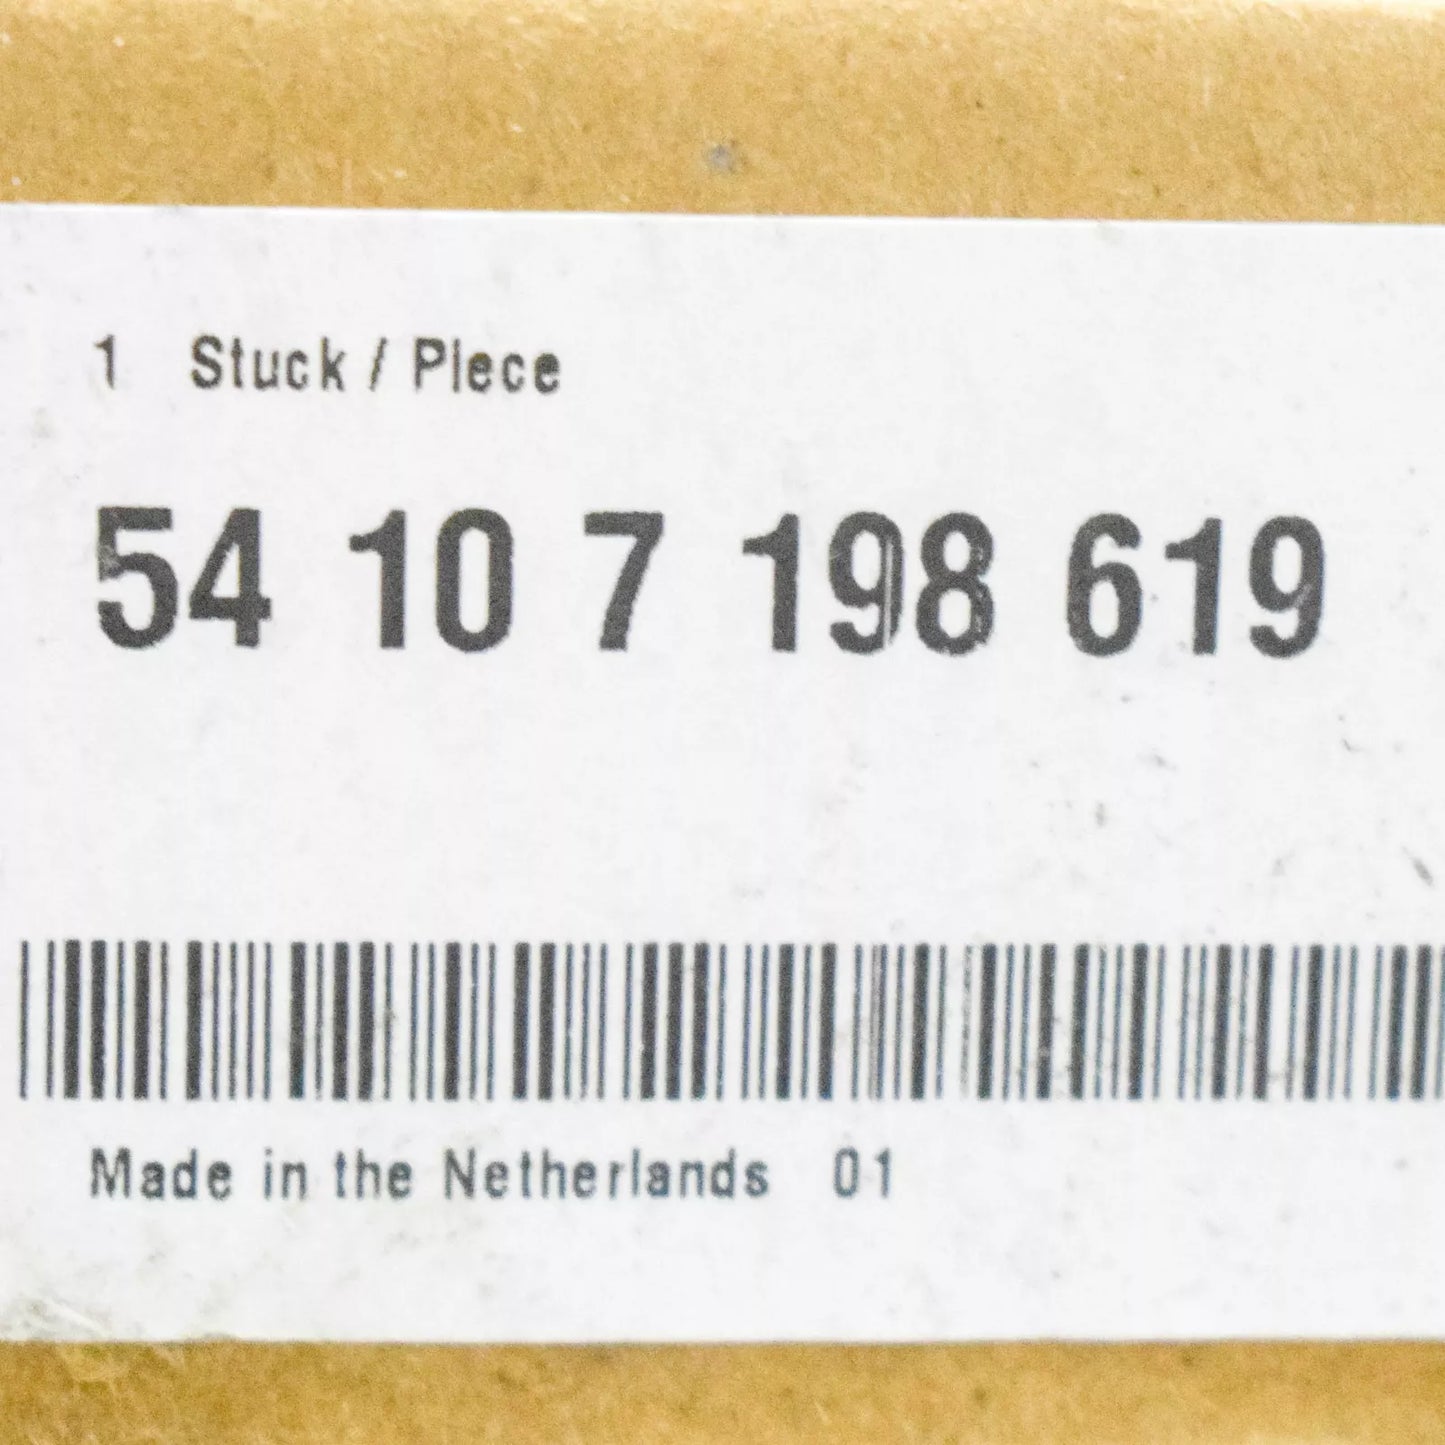 1 Stuck / Piece
54 10 7 198 619
Made in the Netherlands 01